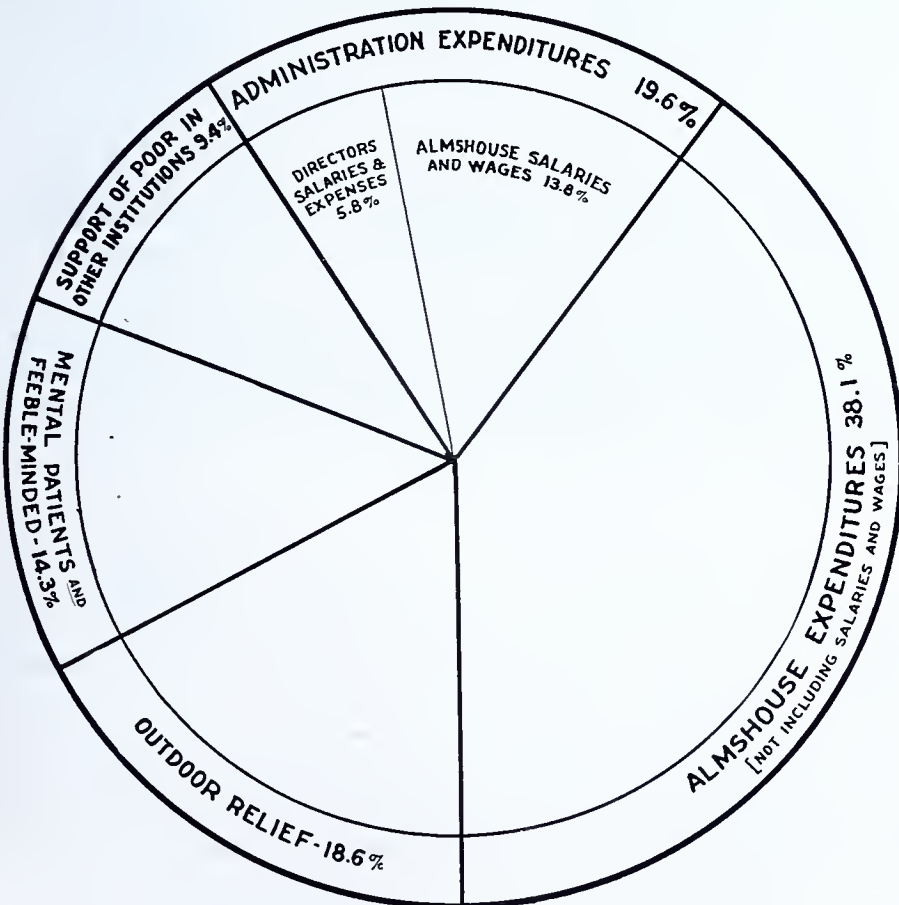 ADMINISTRATION EXPENDITURES 19.6%
DIRECTORS
SALARIES &
EXPENSES
5.8%
ALMSHOUSE SALARIES
AND WAGES 13.8%
SUPPORT OF POOR IN
OTHER INSTITUTIONS 9.4%
MENTAL PATIENTS AND
FEEBLE-MINDED-14.3%
OUTDOOR RELIEF-18.6%
ALMSHOUSE EXPENDITURES 38.1%
[NOT INCLUDING SALARIES AND WAGES]